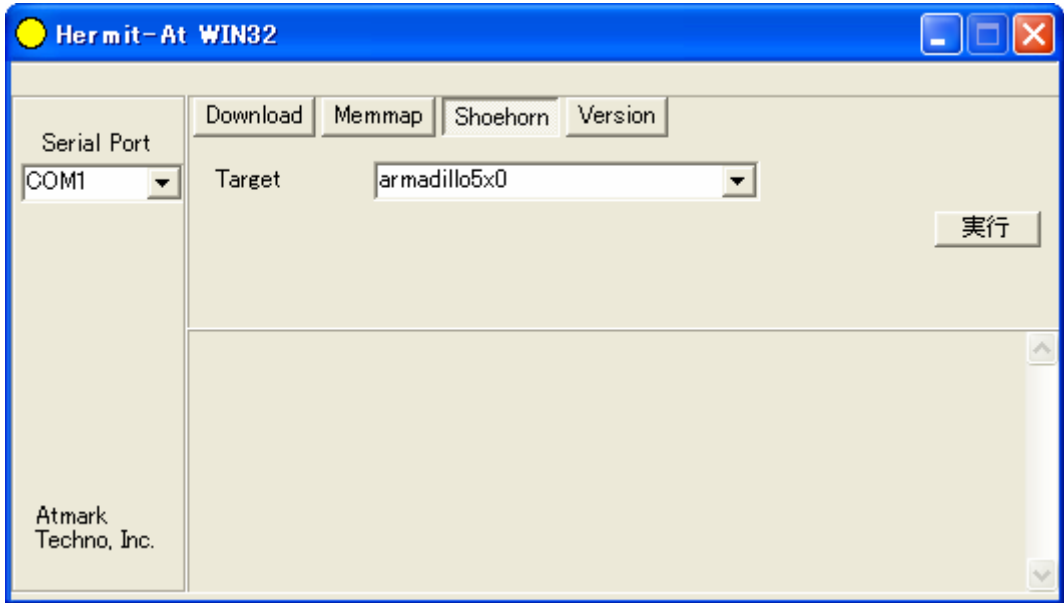 Hermit-At WIN32
Download Memmap Shoehorn Version
Serial Port
COM1
Target armadillo5x0
実行
Atmark
Techno, Inc.